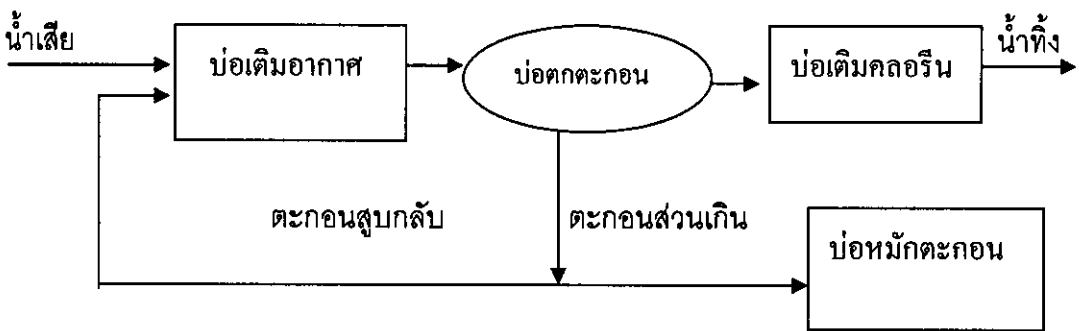 น้ำเสีย
บ่อเติมอากาศ
บ่อตกตะกอน
บ่อเติมคลอรีน
น้ำทิ้ง
ตะกอนสูบกลับ
ตะกอนส่วนเกิน
บ่อหมักตะกอน